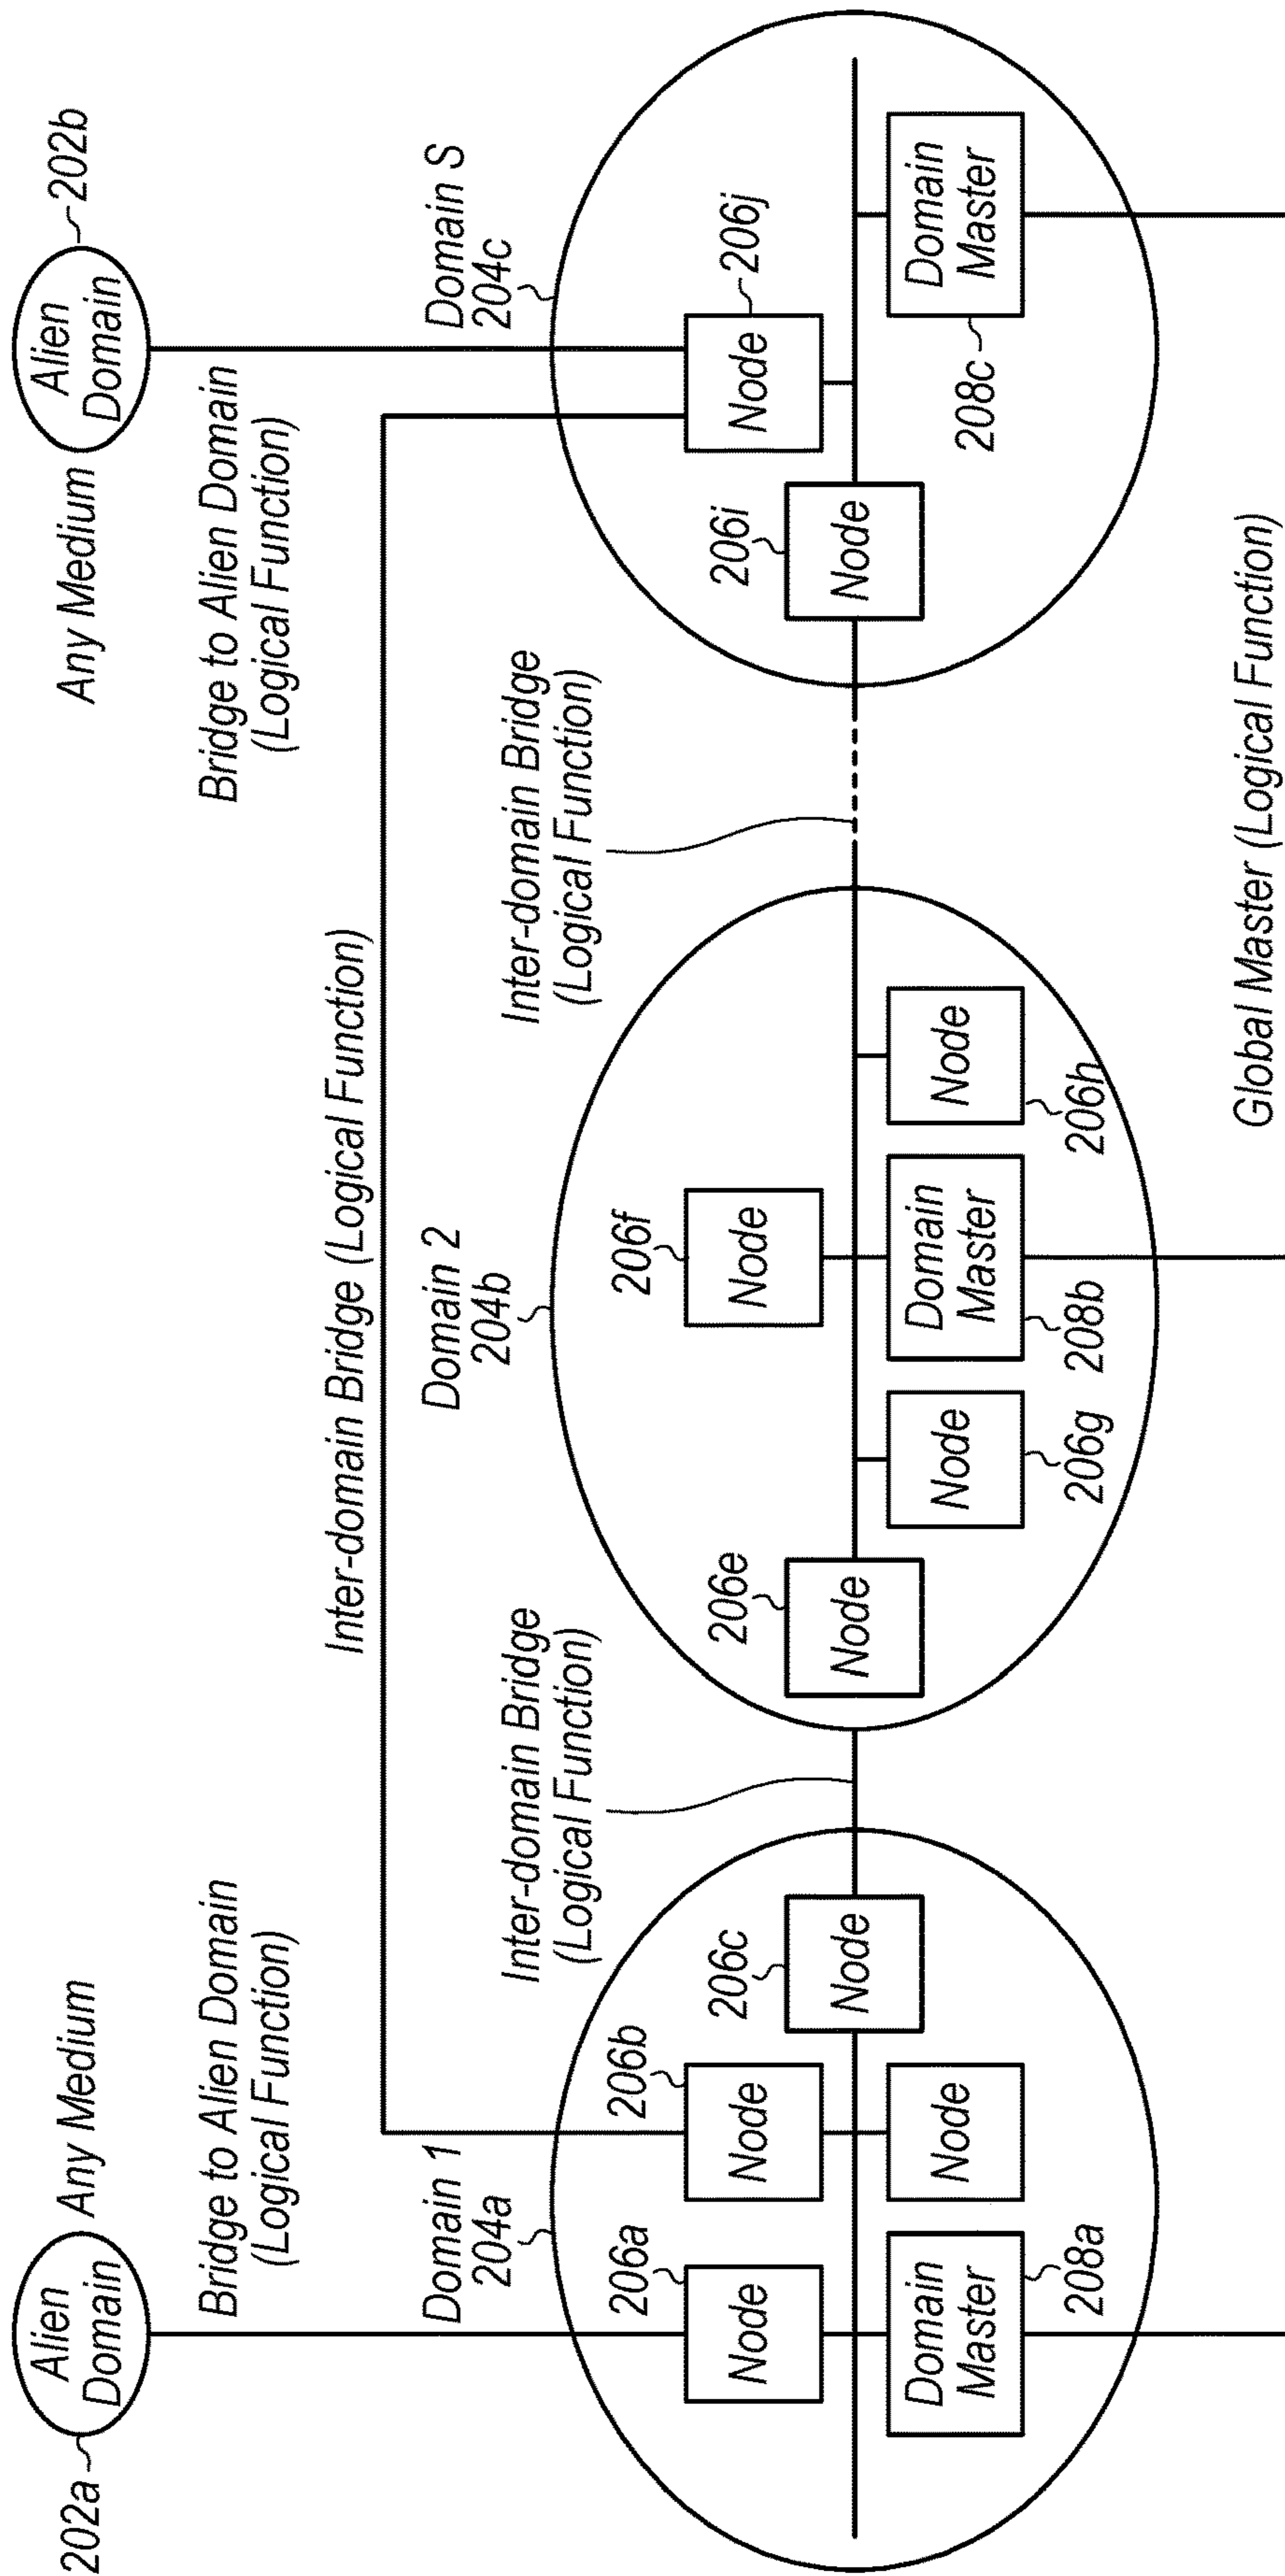 202a
Alien
Domain
Any Medium
Any Medium
Alien
Domain
202b
Bridge to Alien Domain
(Logical Function)
Bridge to Alien Domain
(Logical Function)
Inter-domain Bridge (Logical Function)
Domain 1
204a
Domain 2
204b
Domain S
204c
Inter-domain Bridge
(Logical Function)
Inter-domain Bridge
(Logical Function)
206a
Node
206b
Node
206c
Node
Domain
Master
208a
Node
206e
Node
206f
Node
Node
206g
Domain
Master
208b
Node
206h
206i
Node
Node
206j
Domain
Master
208c
Global Master (Logical Function)